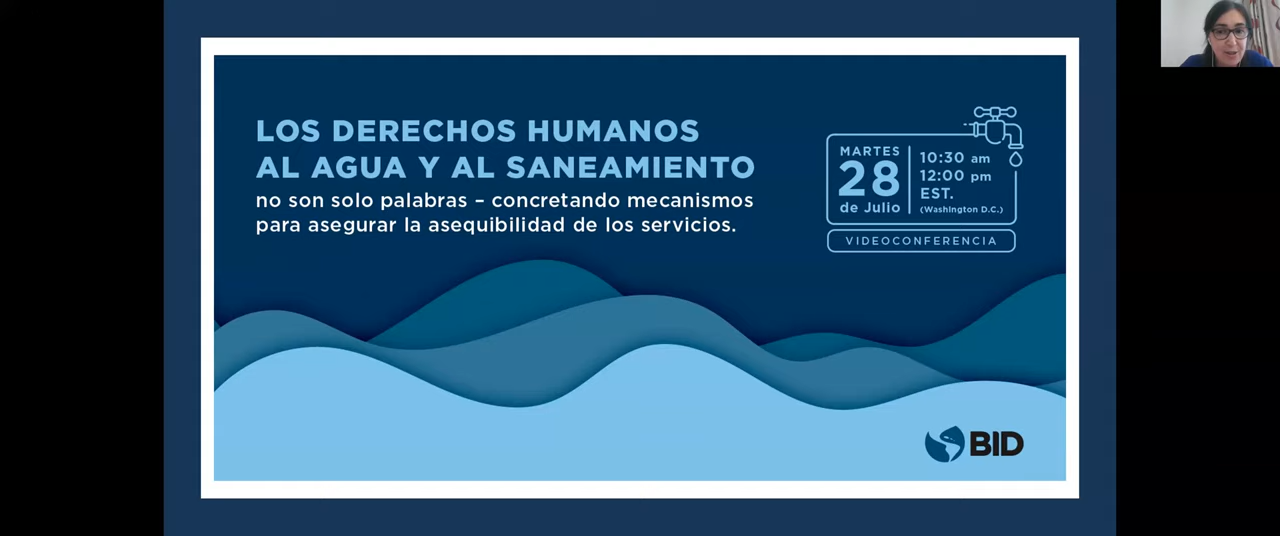 LOS DERECHOS HUMANOS
AL AGUA Y AL SANEAMIENTO
no son solo palabras – concretando mecanismos
para asegurar la asequibilidad de los servicios.
MARTES
28
de Julio
10:30 am
12:00 pm
EST.
(Washington D.C.)
VIDEOCONFERENCIA
BID